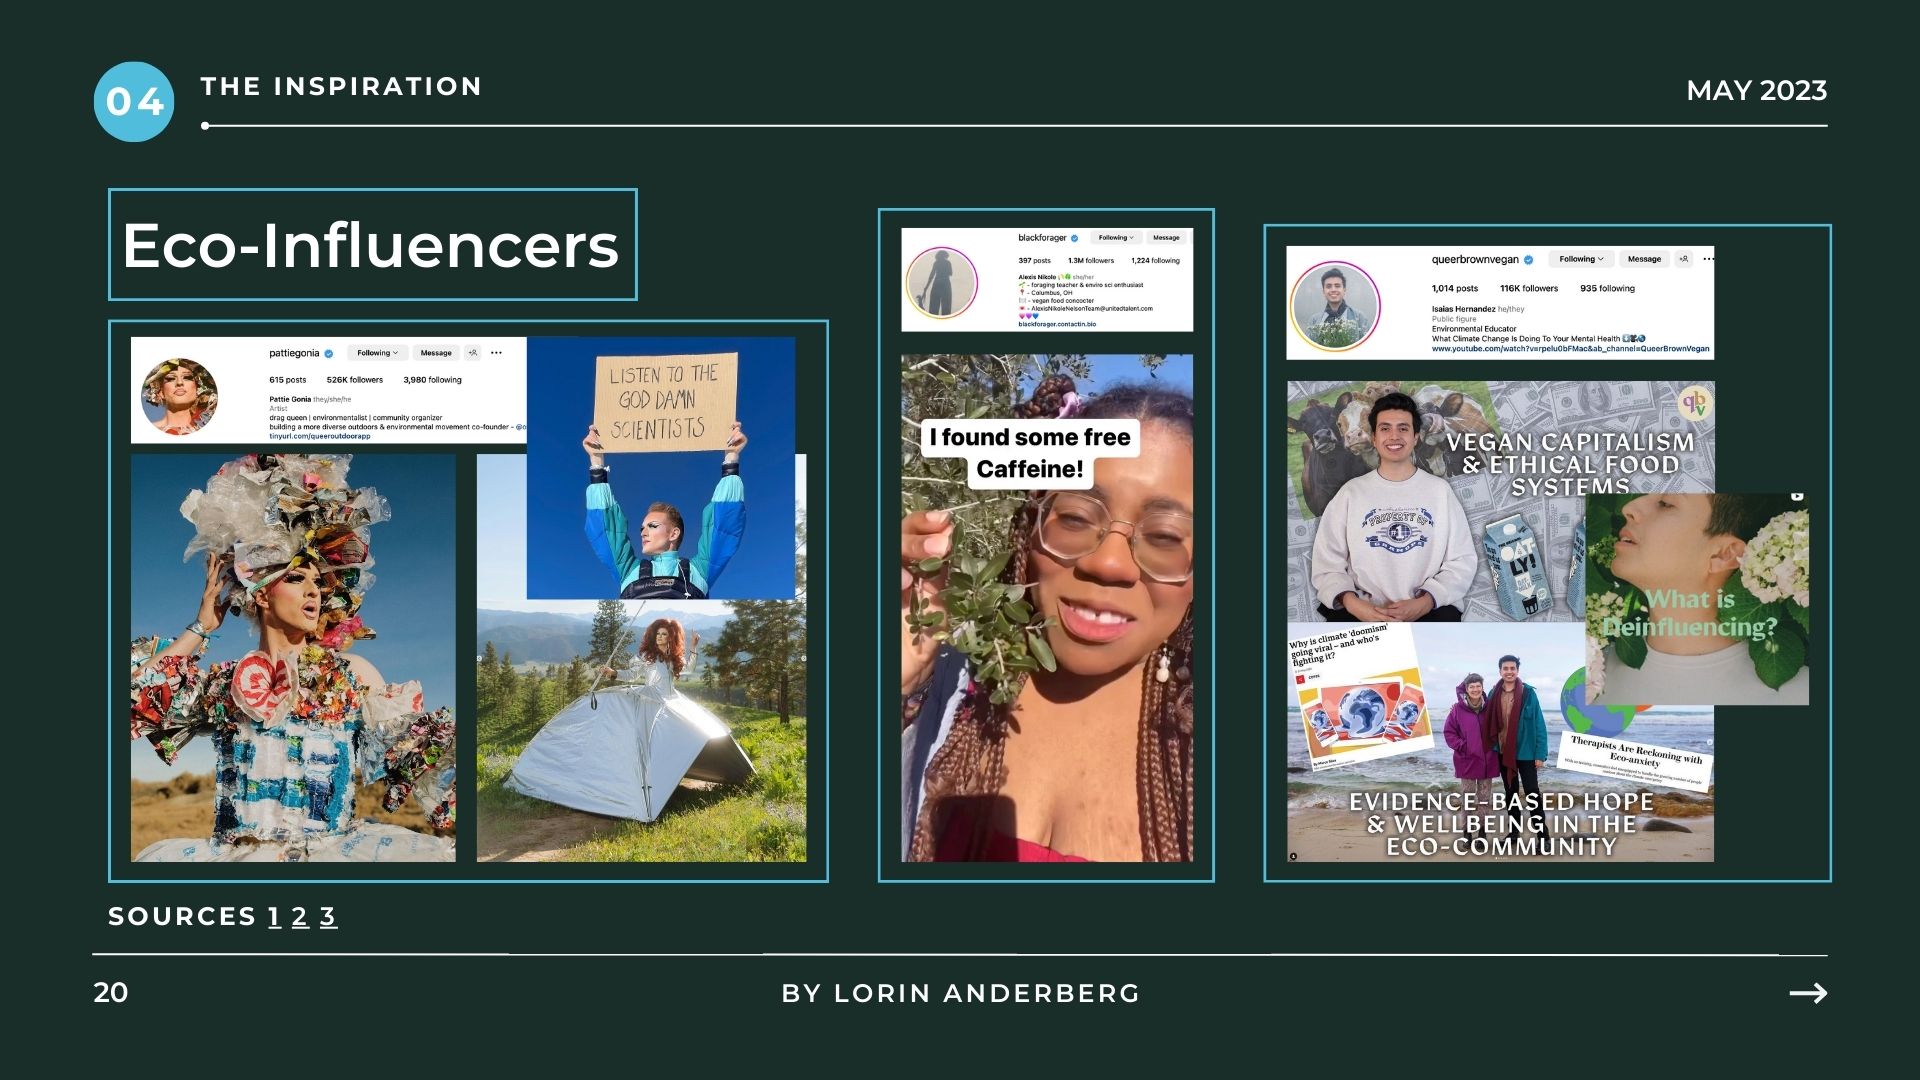 04
THE INSPIRATION
MAY 2023
Eco-Influencers
pattiegonia
Following
Message
615 posts 526K followers 3,980 following
Pattie Gonia they/she/he
Artist
drag queen | environmentalist | community organizer
building a more diverse outdoors & environmental movement co-founder - @o
tinyurl.com/queeroutdoorapp
LISTEN TO THE
GOD DAMN
SCIENTISTS
blackforager
Following
Message
397 posts 1.3M followers 1,224 following
Alexis Nikole she/her
- foraging teacher & enviro sci enthusiast
- Columbus, OH
- vegan food concocter
- AlexisNikoleNelsonTeam@unitedtalent.com
blackforager.contactin.bio
I found some free
Caffeine!
queerbrownvegan
Following
Message
1,014 posts 116K followers 935 following
Isaias Hernandez he/they
Public figure
Environmental Educator
What Climate Change Is Doing To Your Mental Health
www.youtube.com/watch?v=rpelu0bFMac&ab_channel=QueerBrownVegan
qbv
VEGAN CAPITALISM
& ETHICAL FOOD
SYSTEMS
PROPERTY OF
#1
GRANDPA
OAT
LY!
What is
Deinfluencing?
Why is climate 'doomism'
going viral – and who's
fighting it?
Therapists Are Reckoning with
Eco-anxiety
EVIDENCE-BASED HOPE
& WELLBEING IN THE
ECO-COMMUNITY
SOURCES 1 2 3
20
BY LORIN ANDERBERG